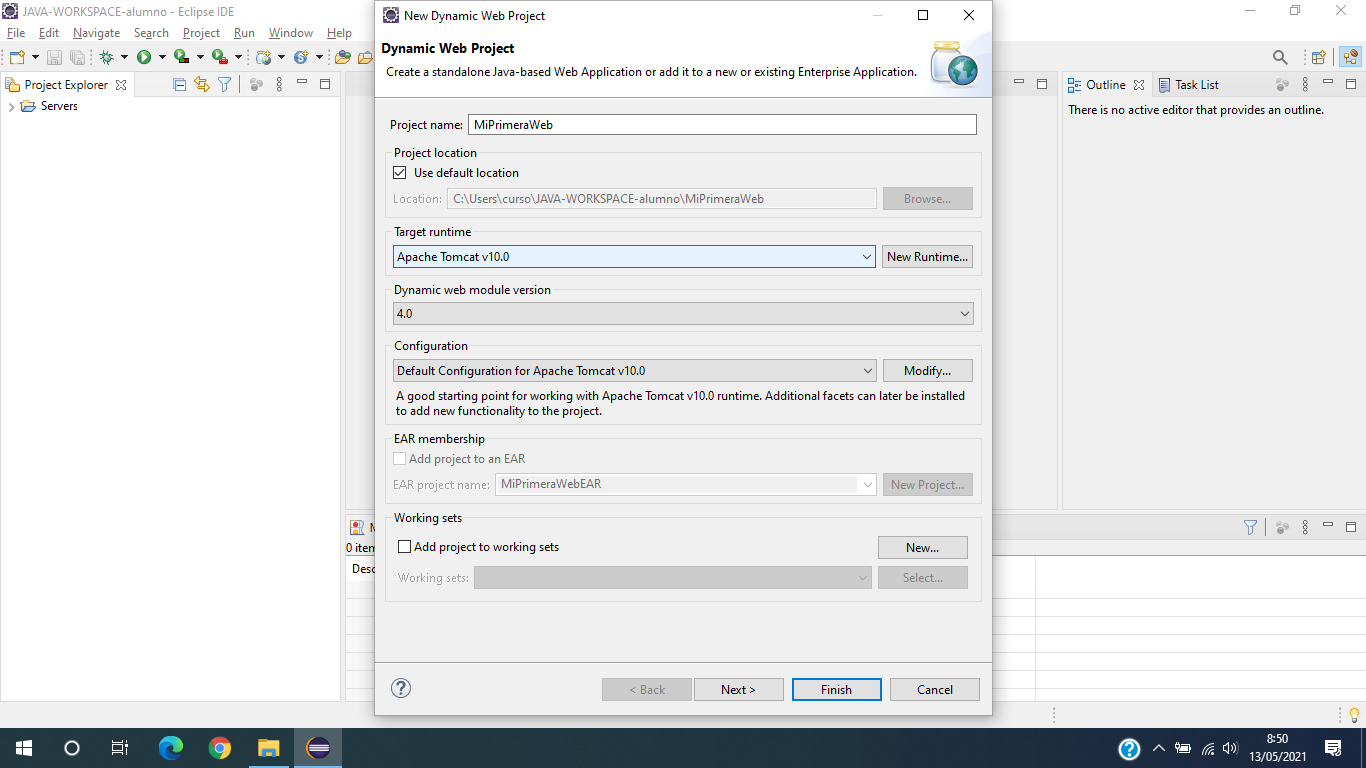 JAVA-WORKSPACE-alumno - Eclipse IDE
File Edit Navigate Search Project Run Window Help
Project Explorer
Servers
New Dynamic Web Project
Dynamic Web Project
Create a standalone Java-based Web Application or add it to a new or existing Enterprise Application.
Project name: MiPrimeraWeb
Project location
Use default location
Location: C:\Users\curso\JAVA-WORKSPACE-alumno\MiPrimeraWeb Browse...
Target runtime
Apache Tomcat v10.0 New Runtime...
Dynamic web module version
4.0
Configuration
Default Configuration for Apache Tomcat v10.0 Modify...
A good starting point for working with Apache Tomcat v10.0 runtime. Additional facets can later be installed
to add new functionality to the project.
EAR membership
Add project to an EAR
EAR project name: MiPrimeraWebEAR New Project...
Working sets
Add project to working sets New...
Working sets: Select...
< Back Next > Finish Cancel
Outline Task List
There is no active editor that provides an outline.
0 item
Desc
8:50
13/05/2021